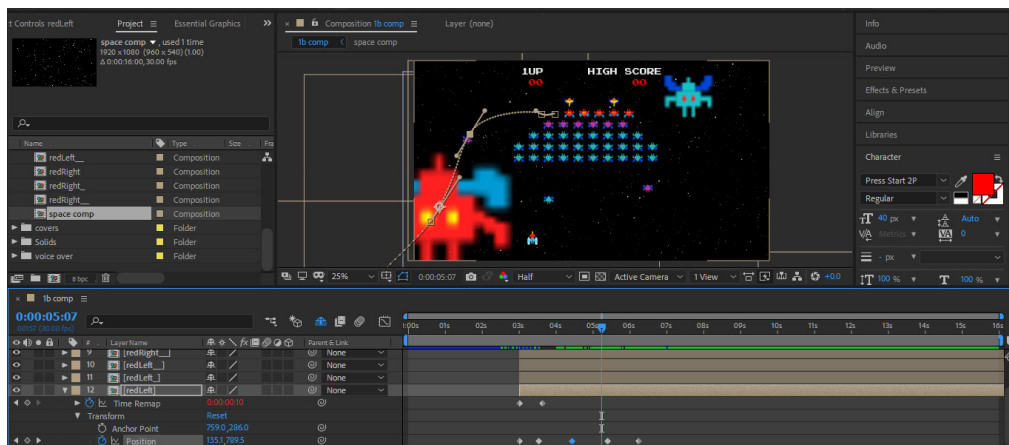 t Controls redLeft
Project
Essential Graphics
Composition 1b comp
Layer (none)
space comp ▼, used 1 time
1920 x 1080 (960 x 540) (1.00)
Δ 0:00:16:00, 30.00 fps
Name
Type
Size
Fra
redLeft__
Composition
redRight
Composition
redRight_
Composition
redRight__
Composition
space comp
Composition
covers
Folder
Solids
Folder
voice over
Folder
8 bpc
1b comp
space comp
1UP
HIGH SCORE
00
00
25%
0:00:05:07
Half
Active Camera
1 View
+0.0
Info
Audio
Preview
Effects & Presets
Align
Libraries
Character
Press Start 2P
Regular
40 px
Auto
Metrics
0
- px
100 %
100 %
1b comp
0:00:05:07
00157 (30.00 fps)
:00s 01s 02s 03s 04s 05s 06s 07s 08s 09s 10s 11s 12s 13s 14s 15s 16s
# Layer Name
Parent & Link
9 [redRight__]
None
10 [redLeft__]
None
11 [redLeft_]
None
12 [redLeft]
None
Time Remap
0:00:00:10
Transform
Reset
Anchor Point
759.0,286.0
Position
135.1,789.5